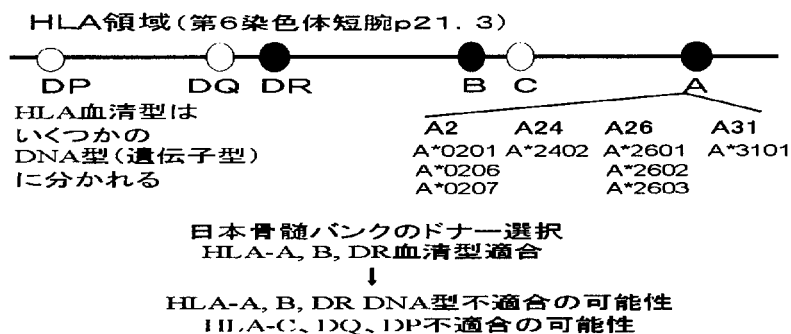 HLA領域(第6染色体短腕p21.3)
DP DQ DR B C A
HLA血清型は
いくつかの
DNA型(遺伝子型)
に分かれる
A2 A24 A26 A31
A*0201 A*2402 A*2601 A*3101
A*0206 A*2602
A*0207 A*2603
日本骨髄バンクのドナー選択
HLA-A, B, DR血清型適合
↓
HLA-A, B, DR DNA型不適合の可能性
HLA-C、DQ、DP不適合の可能性